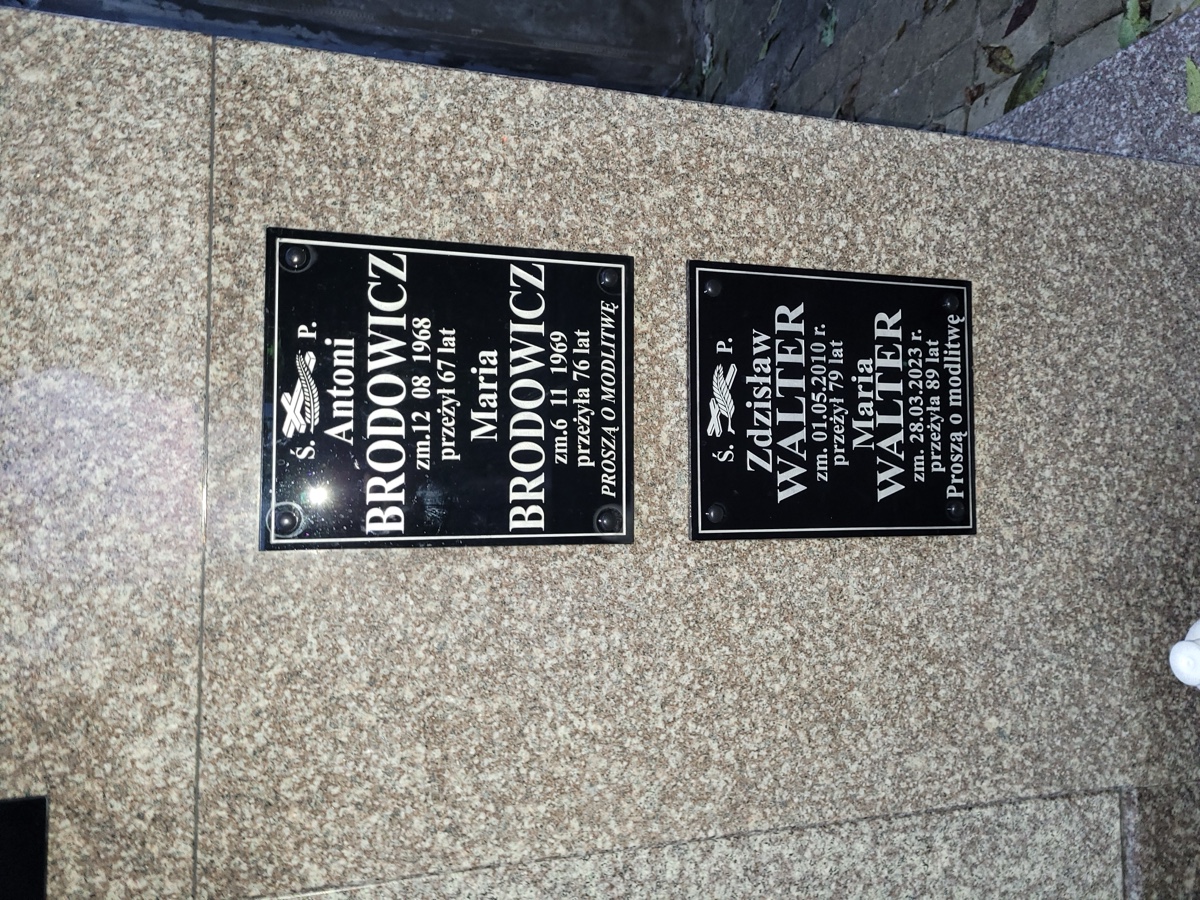 Ś. P.
Antoni
BRODOWICZ
zm.12 08 1968
przeżył 67 lat
Maria
BRODOWICZ
zm.6 11 1969
przeżyła 76 lat
PROSZĄ O MODLITWĘ
Ś. P.
Zdzisław
WALTER
zm. 01.05.2010 r.
przeżył 79 lat
Maria
WALTER
zm. 28.03.2023 r.
przeżyła 89 lat
Proszą o modlitwę